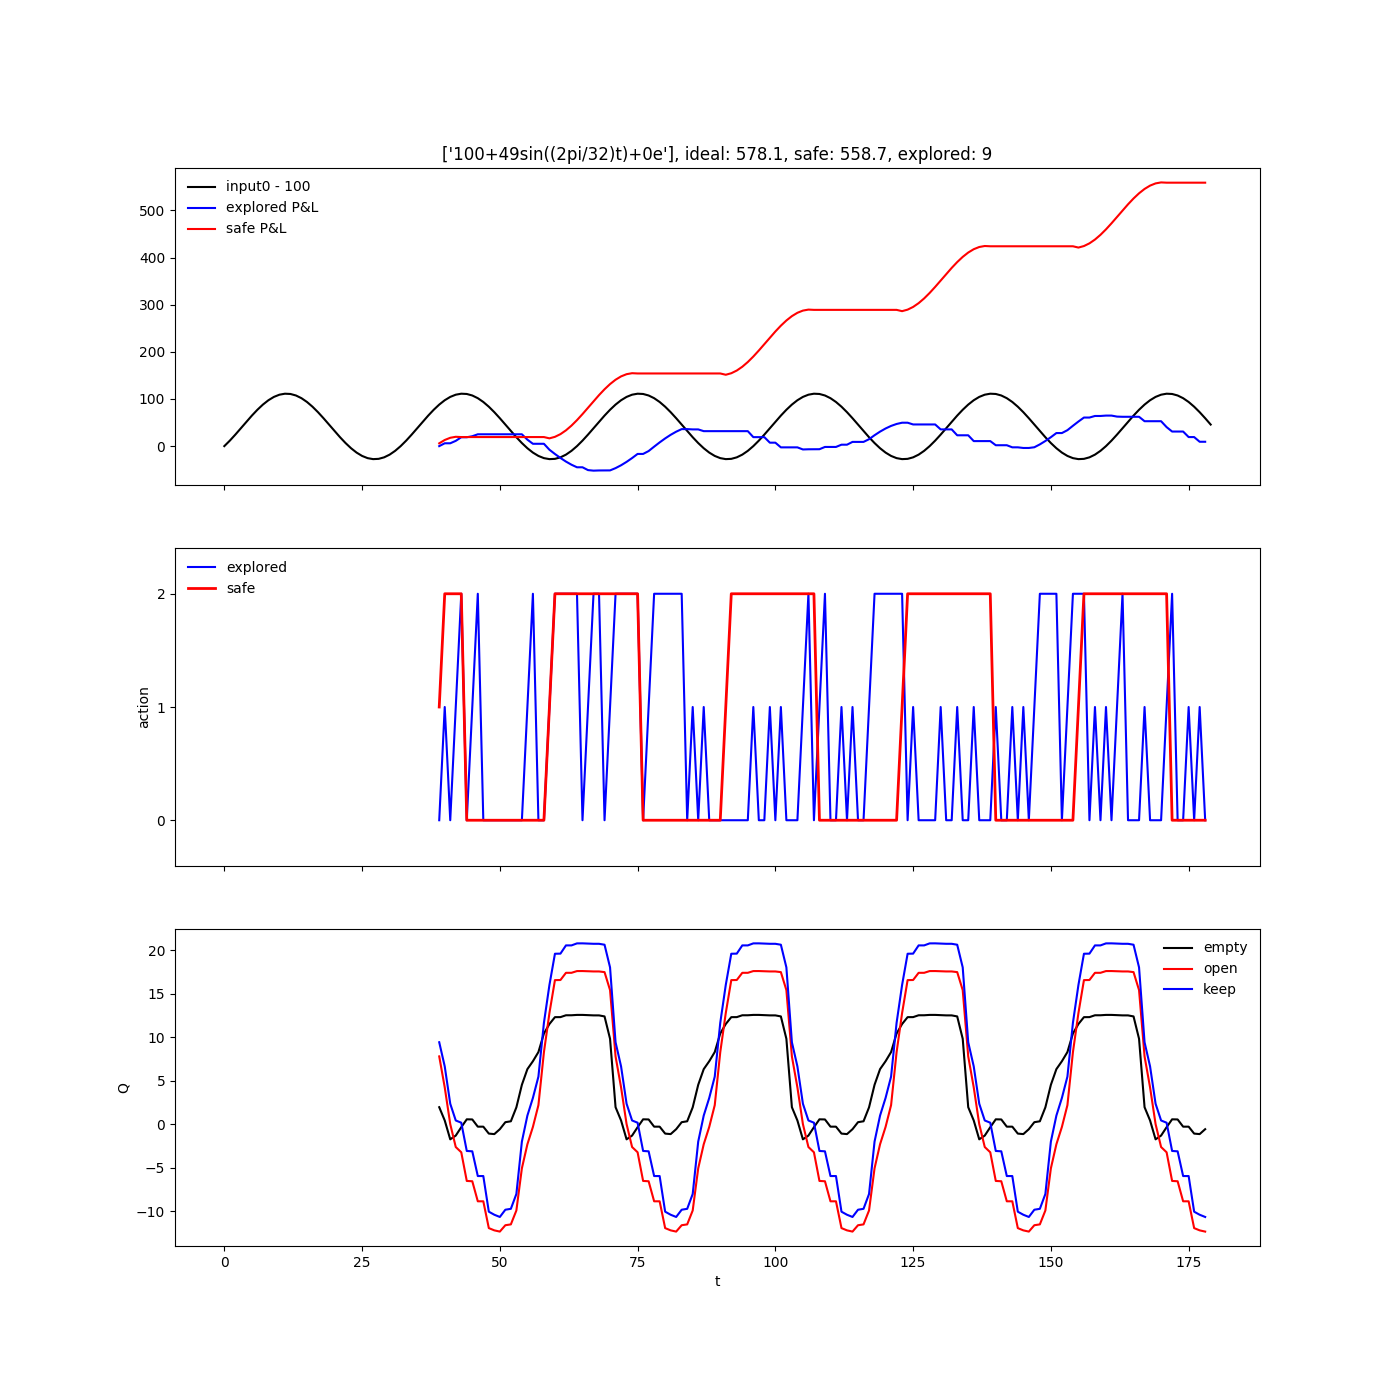 ['100+49sin((2pi/32)t)+0e'], ideal: 578.1, safe: 558.7, explored: 9
input0 - 100
explored P&L
safe P&L
500
400
300
200
100
0
explored
safe
2
1
0
action
empty
open
keep
20
15
10
5
0
−5
−10
Q
0 25 50 75 100 125 150 175
t